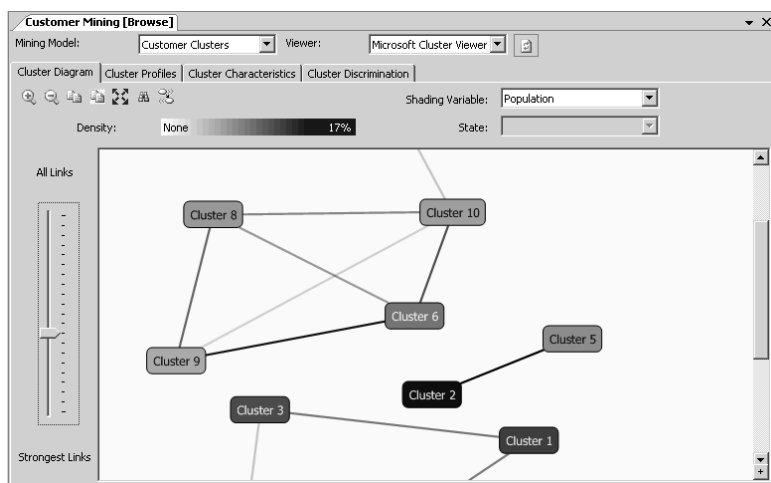 Customer Mining [Browse]
Mining Model: Customer Clusters Viewer: Microsoft Cluster Viewer
Cluster Diagram Cluster Profiles Cluster Characteristics Cluster Discrimination
Shading Variable: Population
Density: None 17% State:
All Links
Cluster 8
Cluster 10
Cluster 6
Cluster 5
Cluster 9
Cluster 2
Cluster 3
Cluster 1
Strongest Links